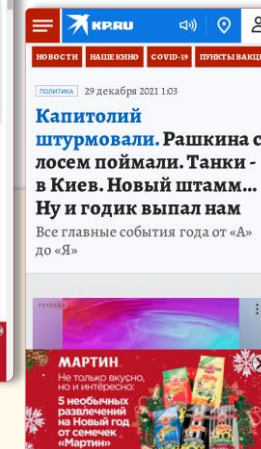 KP.RU
НОВОСТИ НАШЕ КИНО COVID-19 ПУНКТЫ ВАКЦ
ПОЛИТИКА 29 декабря 2021 1:03
Капитолий
штурмовали. Рашкина с
лосем поймали. Танки -
в Киев. Новый штамм...
Ну и годик выпал нам
Все главные события года от «А»
до «Я»
РЕКЛАМА
МАРТИН
Не только вкусно,
но и интересно:
5 необычных
развлечений
на Новый год
от семечек
«Мартин»